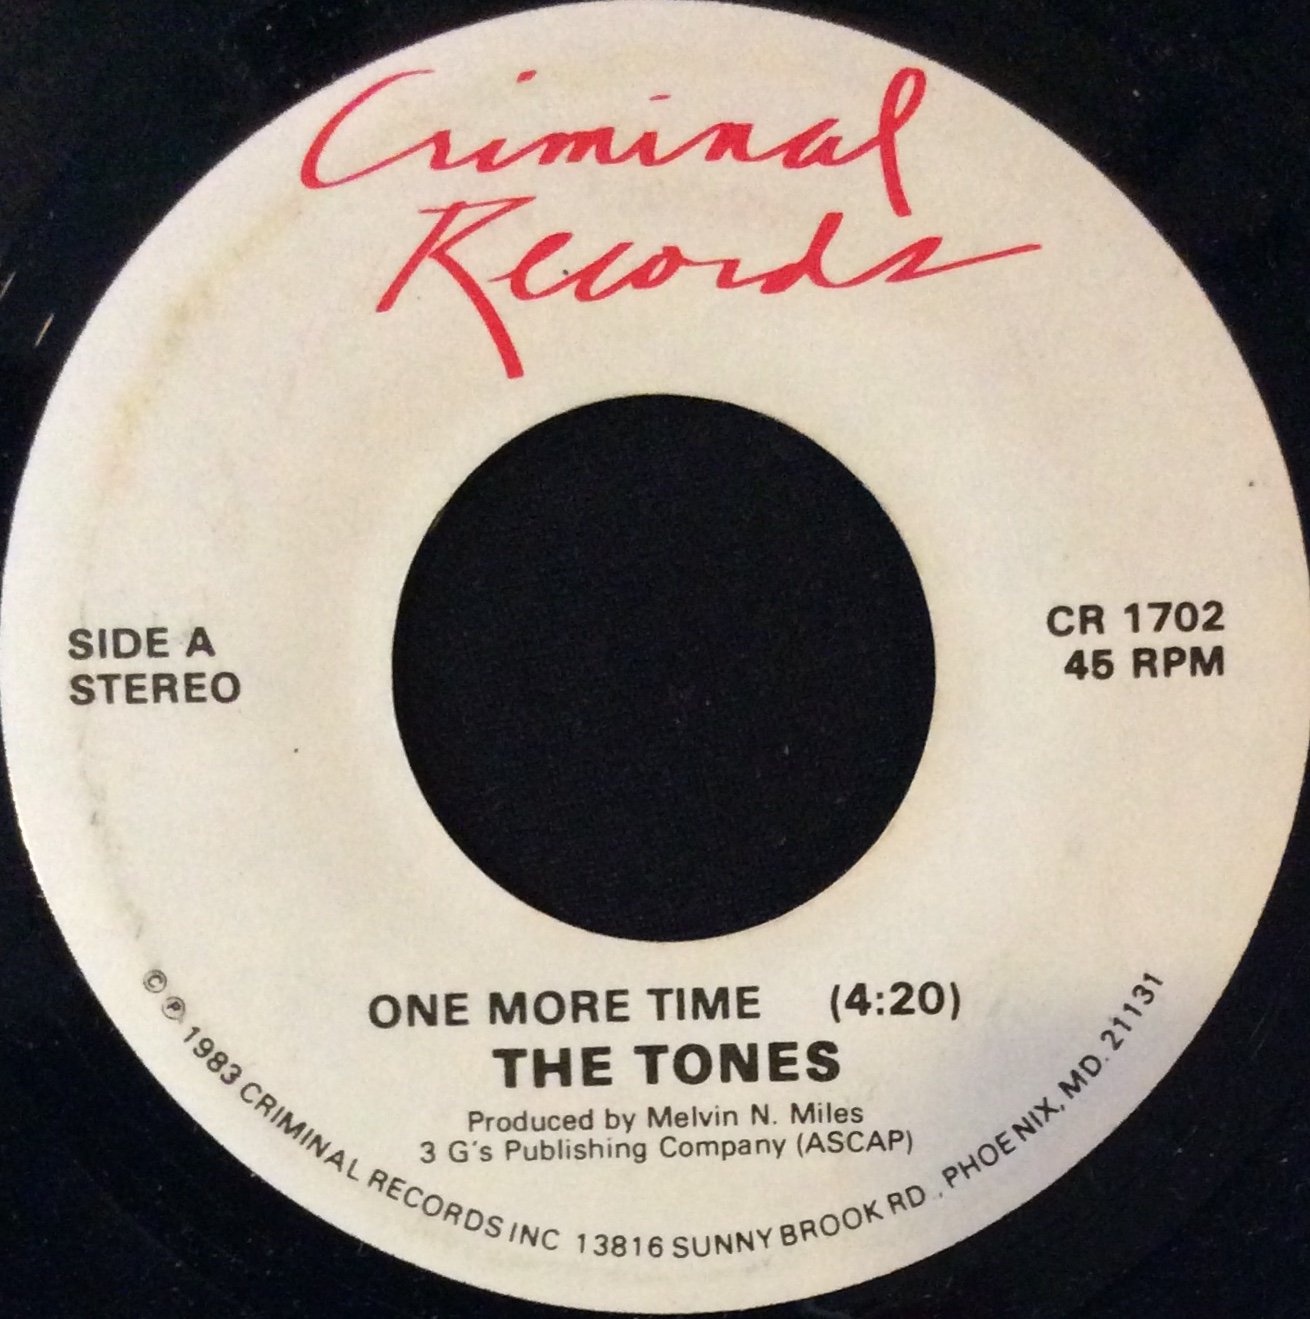 Criminal
Records
SIDE A
STEREO
CR 1702
45 RPM
ONE MORE TIME (4:20)
THE TONES
Produced by Melvin N. Miles
3 G's Publishing Company (ASCAP)
© ℗ 1983 CRIMINAL RECORDS INC 13816 SUNNY BROOK RD., PHOENIX, MD. 21131